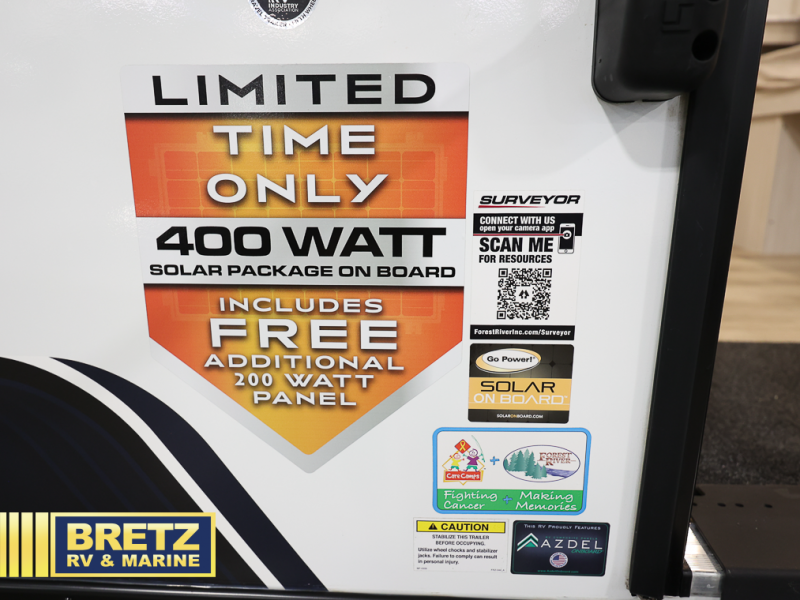 RV INDUSTRY
ASSOCIATION
LIMITED
TIME
ONLY
400 WATT
SOLAR PACKAGE ON BOARD
INCLUDES
FREE
ADDITIONAL
200 WATT
PANEL
SURVEYOR
CONNECT WITH US
open your camera app
SCAN ME
FOR RESOURCES
ForestRiverInc.com/Surveyor
Go Power!
SOLAR
ON BOARD
SOLARONBOARD.COM
Care Camps
+
FOREST
RIVER
Fighting + Making
Cancer Memories
CAUTION
STABILIZE THIS TRAILER
BEFORE OCCUPYING.
Utilize wheel chocks and stabilizer
jacks. Failure to comply can result
in personal injury.
THIS RV PROUDLY FEATURES
AZDEL
BRETZ
RV & MARINE